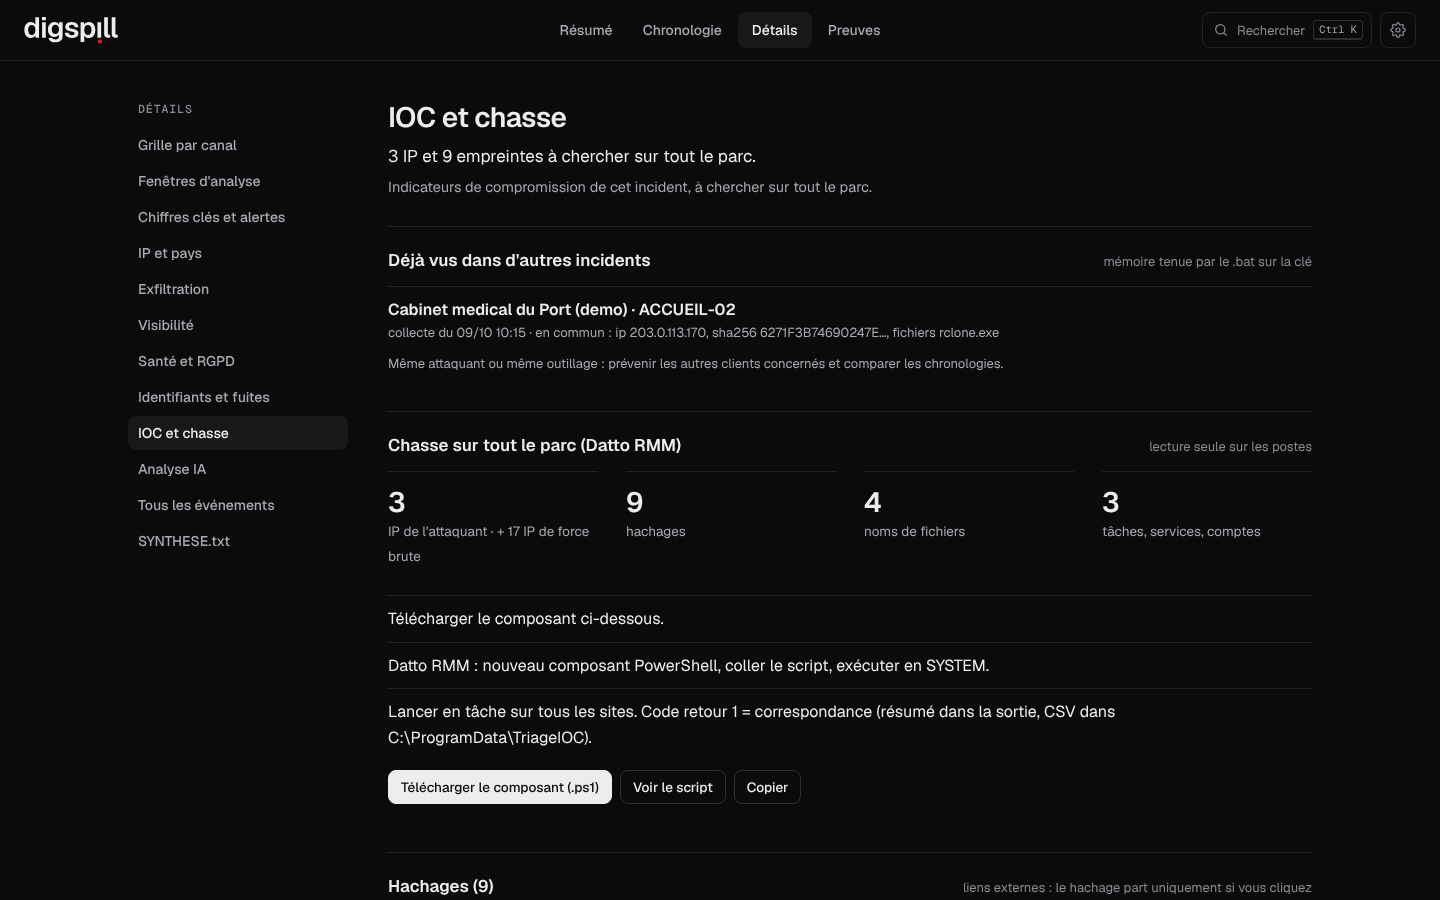 digspill
Résumé
Chronologie
Détails
Preuves
Rechercher
Ctrl K
DÉTAILS
Grille par canal
Fenêtres d'analyse
Chiffres clés et alertes
IP et pays
Exfiltration
Visibilité
Santé et RGPD
Identifiants et fuites
IOC et chasse
Analyse IA
Tous les événements
SYNTHESE.txt
IOC et chasse
3 IP et 9 empreintes à chercher sur tout le parc.
Indicateurs de compromission de cet incident, à chercher sur tout le parc.
Déjà vus dans d'autres incidents
mémoire tenue par le .bat sur la clé
Cabinet medical du Port (demo) · ACCUEIL-02
collecte du 09/10 10:15 · en commun : ip 203.0.113.170, sha256 6271F3B74690247E…, fichiers rclone.exe
Même attaquant ou même outillage : prévenir les autres clients concernés et comparer les chronologies.
Chasse sur tout le parc (Datto RMM)
lecture seule sur les postes
3
IP de l'attaquant · + 17 IP de force
brute
9
hachages
4
noms de fichiers
3
tâches, services, comptes
Télécharger le composant ci-dessous.
Datto RMM : nouveau composant PowerShell, coller le script, exécuter en SYSTEM.
Lancer en tâche sur tous les sites. Code retour 1 = correspondance (résumé dans la sortie, CSV dans
C:\ProgramData\TriageIOC).
Télécharger le composant (.ps1)
Voir le script
Copier
Hachages (9)
liens externes : le hachage part uniquement si vous cliquez